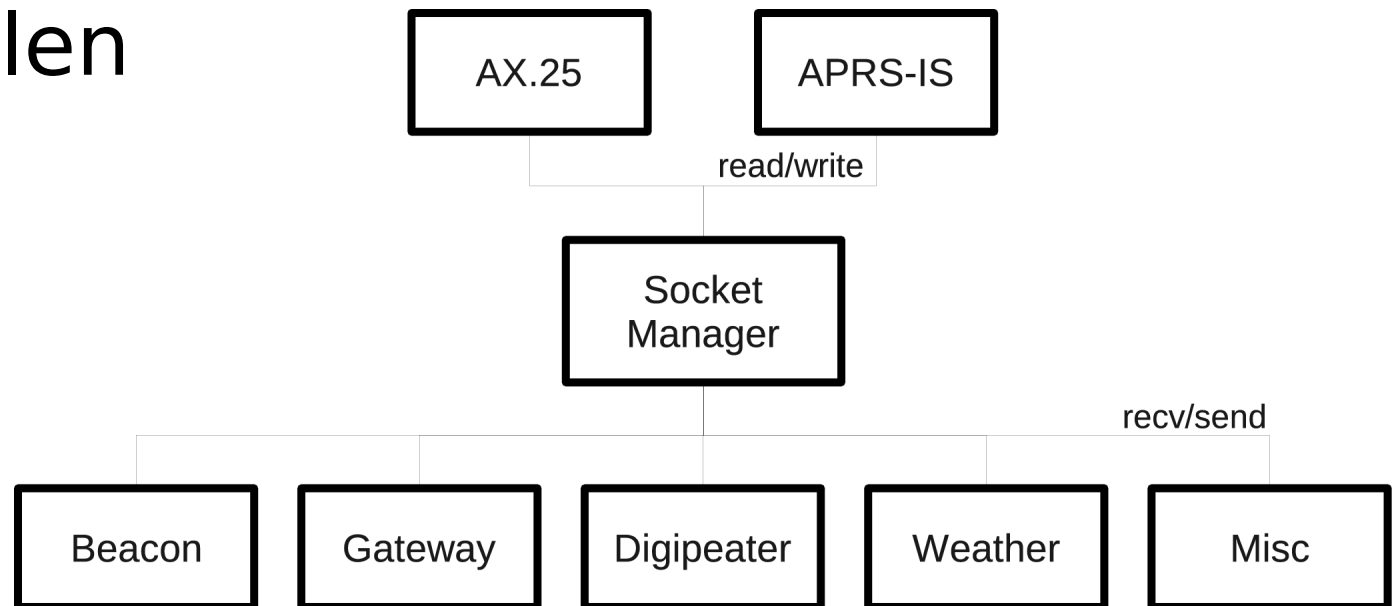 len
AX.25
APRS-IS
read/write
Socket
Manager
recv/send
Beacon
Gateway
Digipeater
Weather
Misc